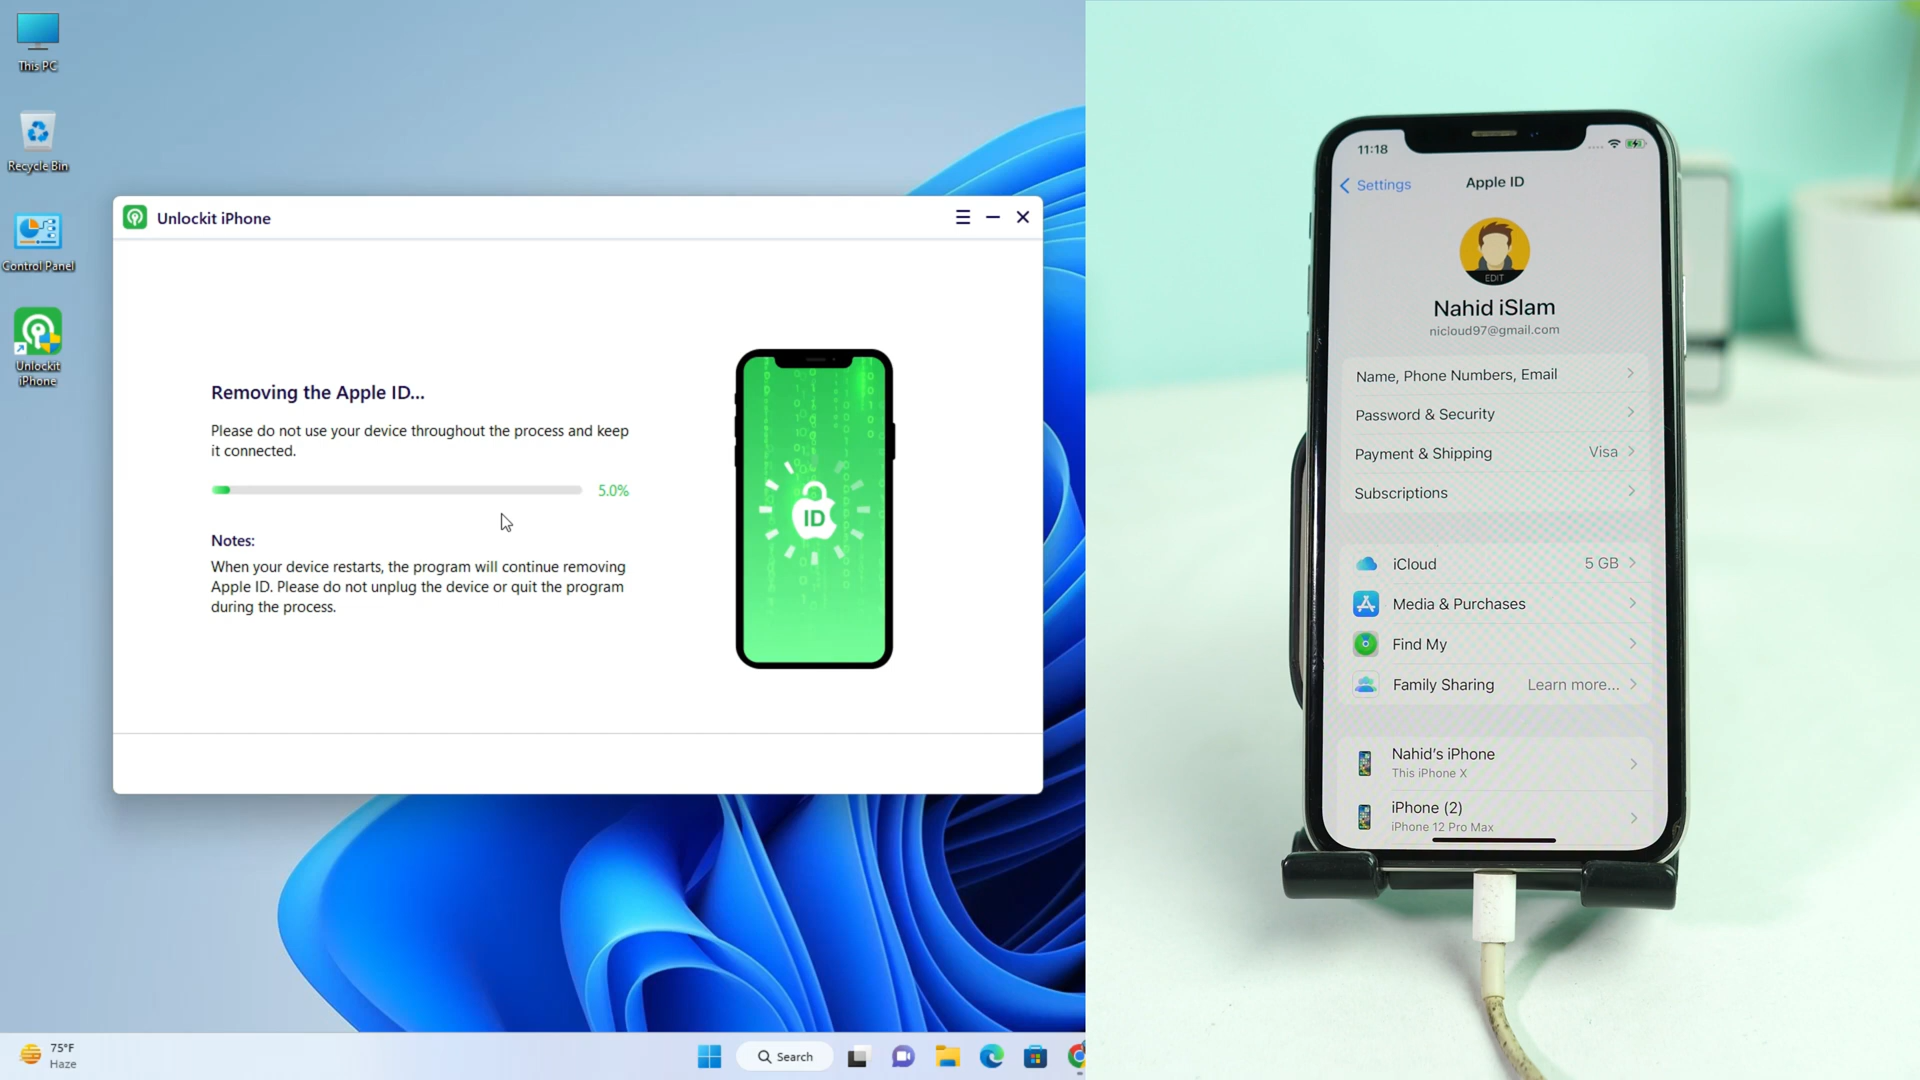 This PC
Recycle Bin
Control Panel
Unlockit
iPhone
Unlockit iPhone
Removing the Apple ID...
Please do not use your device throughout the process and keep
it connected.
5.0%
Notes:
When your device restarts, the program will continue removing
Apple ID. Please do not unplug the device or quit the program
during the process.
ID
75°F
Haze
Search
11:18
Settings
Apple ID
EDIT
Nahid iSlam
nicloud97@gmail.com
Name, Phone Numbers, Email
Password & Security
Payment & Shipping Visa
Subscriptions
iCloud 5 GB
Media & Purchases
Find My
Family Sharing Learn more...
Nahid's iPhone
This iPhone X
iPhone (2)
iPhone 12 Pro Max